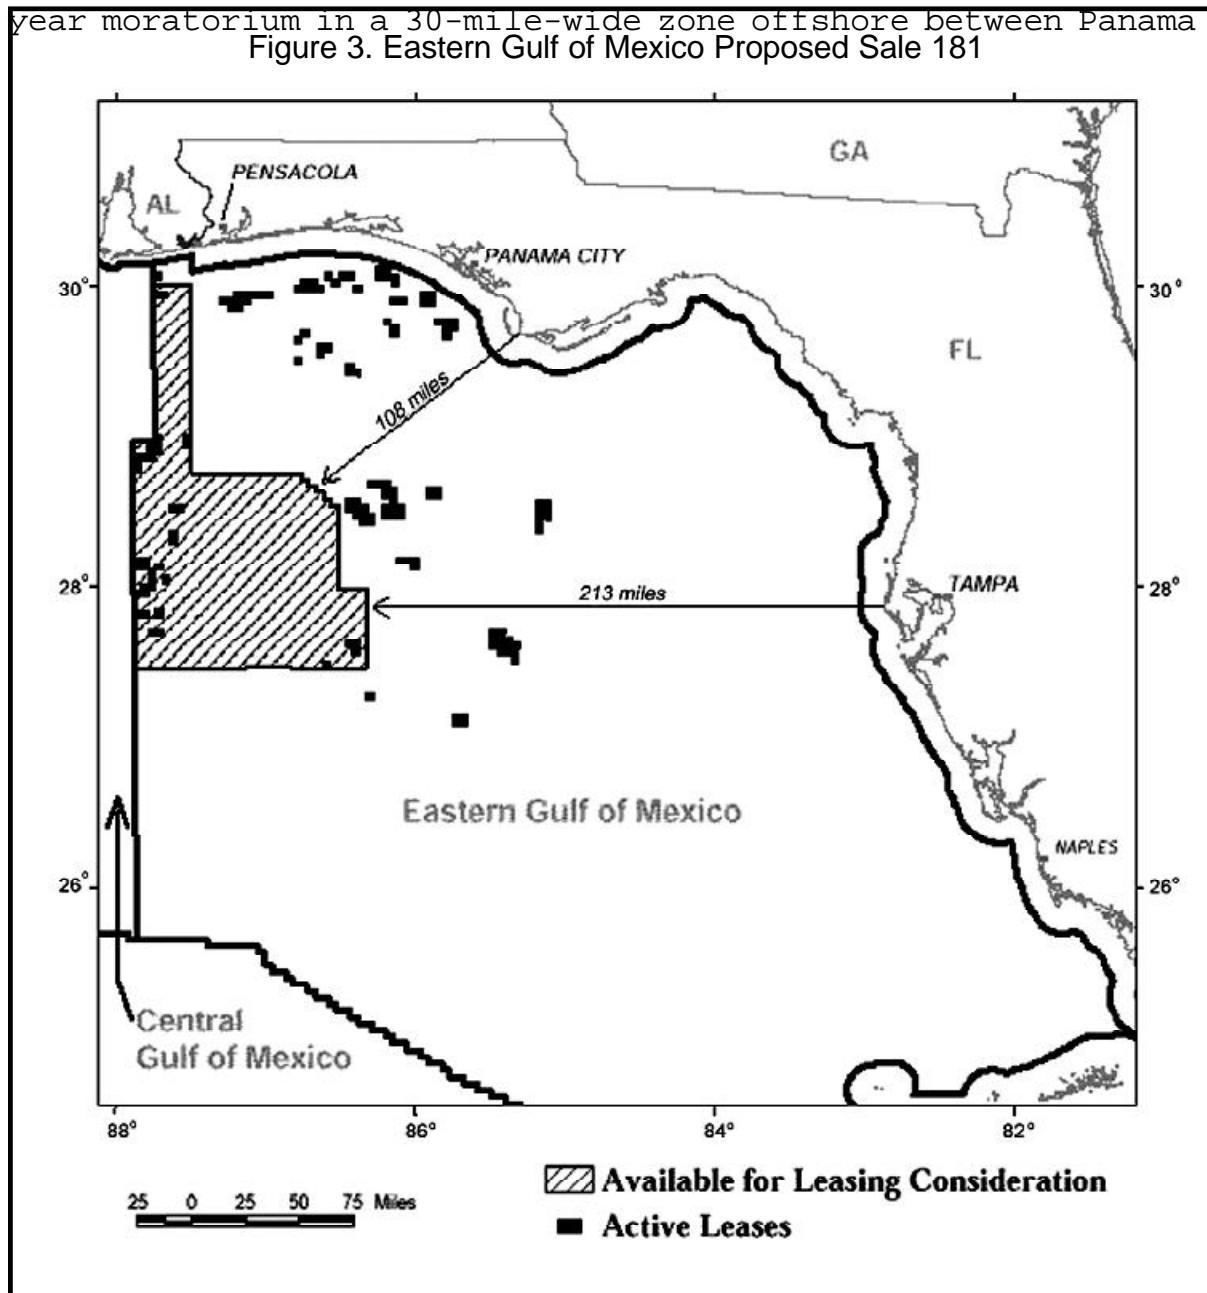 year moratorium in a 30-mile-wide zone offshore between Panama
Figure 3. Eastern Gulf of Mexico Proposed Sale 181
GA
PENSACOLA
AL
PANAMA CITY
30°
30°
FL
108 miles
28°
TAMPA
28°
213 miles
Eastern Gulf of Mexico
NAPLES
26°
26°
Central
Gulf of Mexico
88°
86°
84°
82°
Available for Leasing Consideration
25 0 25 50 75 Miles
Active Leases